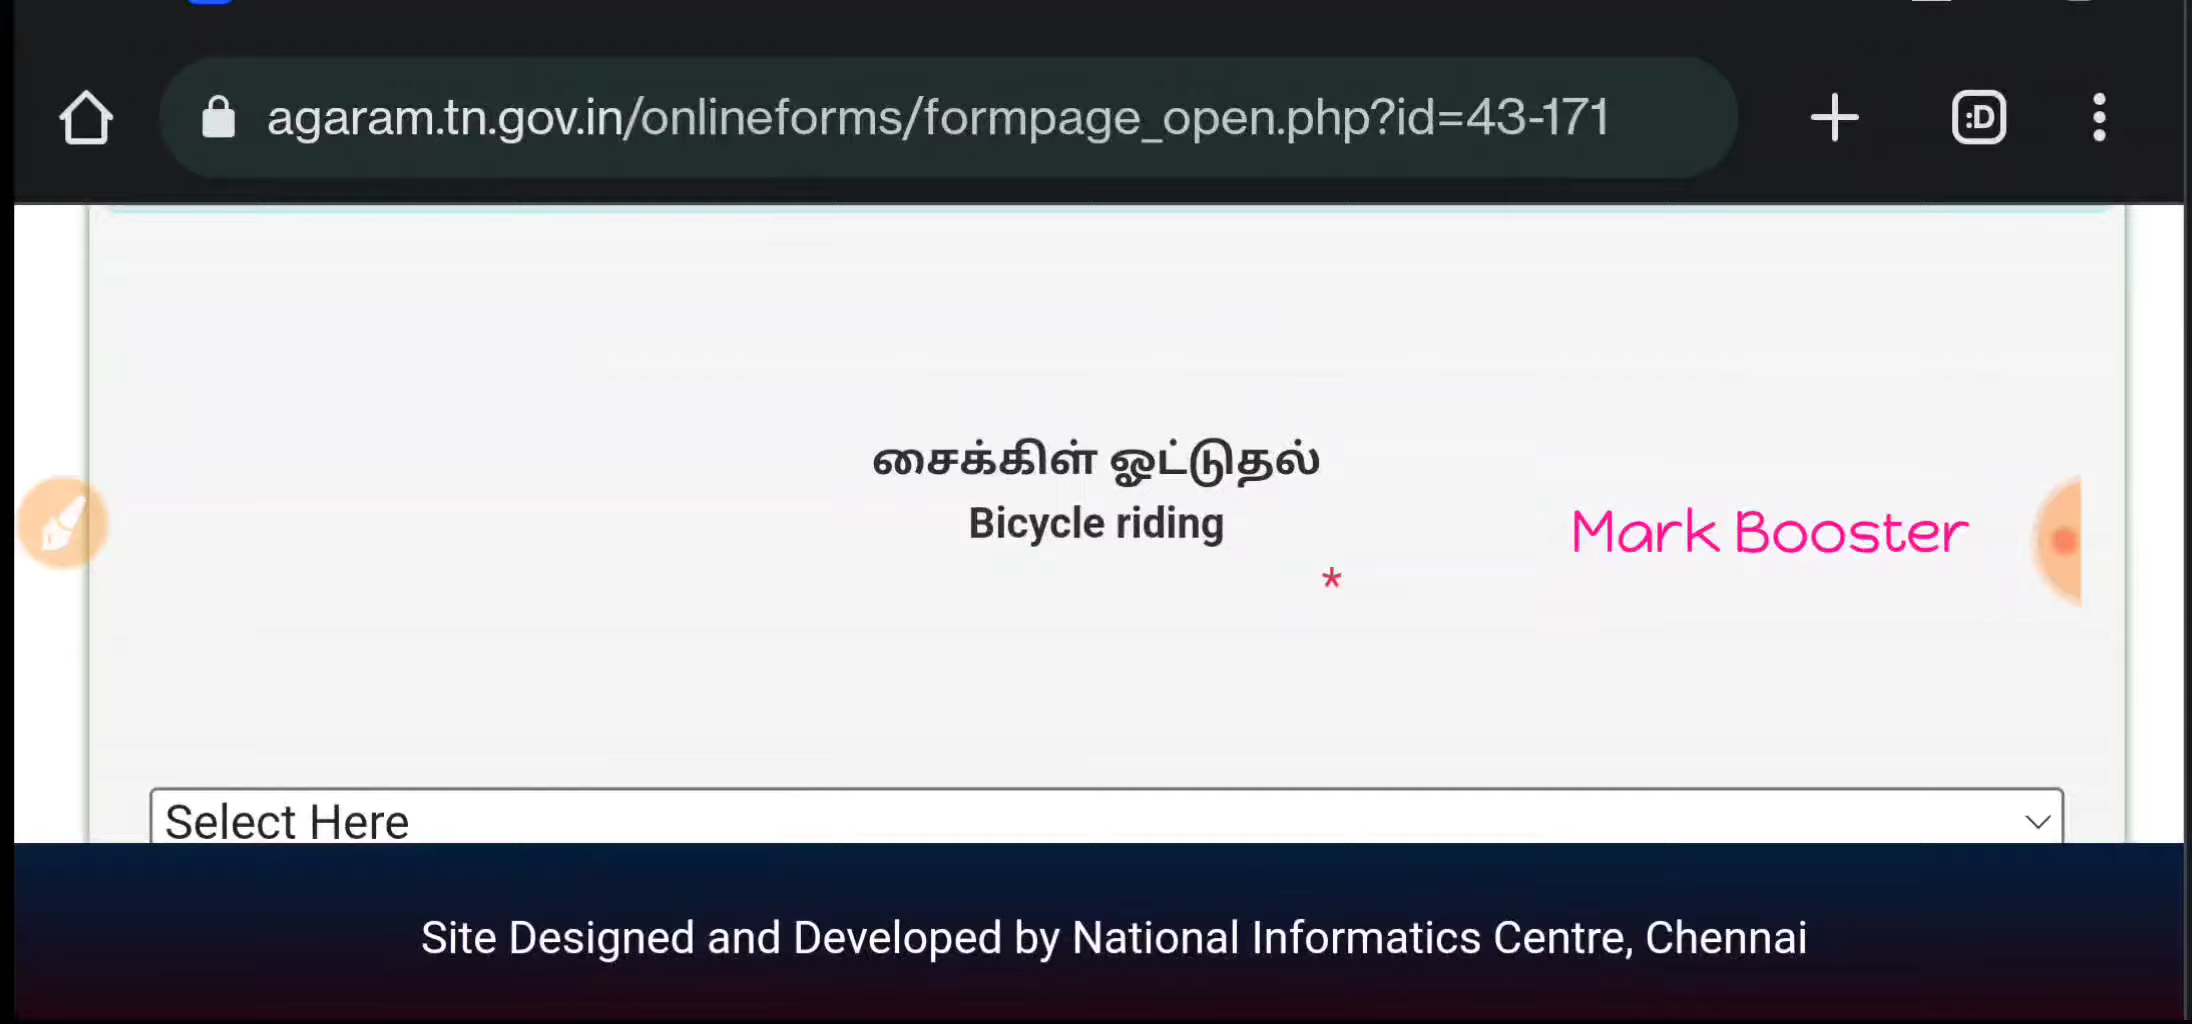 agaram.tn.gov.in/onlineforms/formpage_open.php?id=43-171
:D
சைக்கிள் ஓட்டுதல்
Bicycle riding
Mark Booster
*
Select Here
Site Designed and Developed by National Informatics Centre, Chennai